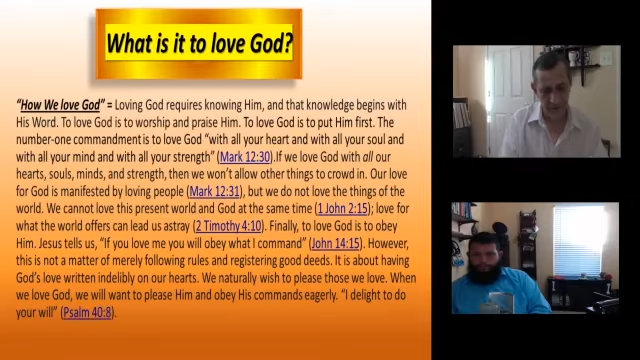 What is it to love God?
“How We love God” = Loving God requires knowing Him, and that knowledge begins with
His Word. To love God is to worship and praise Him. To love God is to put Him first. The
number-one commandment is to love God “with all your heart and with all your soul and
with all your mind and with all your strength” (Mark 12:30).If we love God with all our
hearts, souls, minds, and strength, then we won’t allow other things to crowd in. Our love
for God is manifested by loving people (Mark 12:31), but we do not love the things of the
world. We cannot love this present world and God at the same time (1 John 2:15); love for
what the world offers can lead us astray (2 Timothy 4:10). Finally, to love God is to obey
Him. Jesus tells us, “If you love me you will obey what I command” (John 14:15). However,
this is not a matter of merely following rules and registering good deeds. It is about having
God’s love written indelibly on our hearts. We naturally wish to please those we love. When
we love God, we will want to please Him and obey His commands eagerly. “I delight to do
your will” (Psalm 40:8).